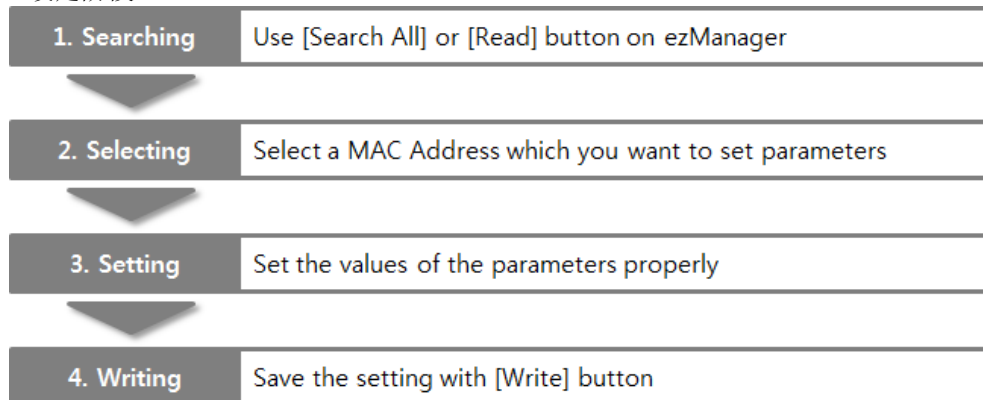 1. Searching Use [Search All] or [Read] button on ezManager
2. Selecting Select a MAC Address which you want to set parameters
3. Setting Set the values of the parameters properly
4. Writing Save the setting with [Write] button